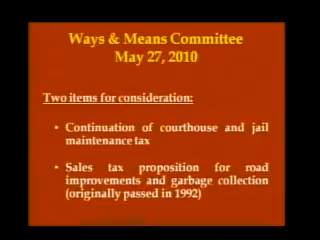 Ways & Means Committee
May 27, 2010
Two items for consideration:
• Continuation of courthouse and jail
maintenance tax
• Sales tax proposition for road
improvements and garbage collection
(originally passed in 1992)